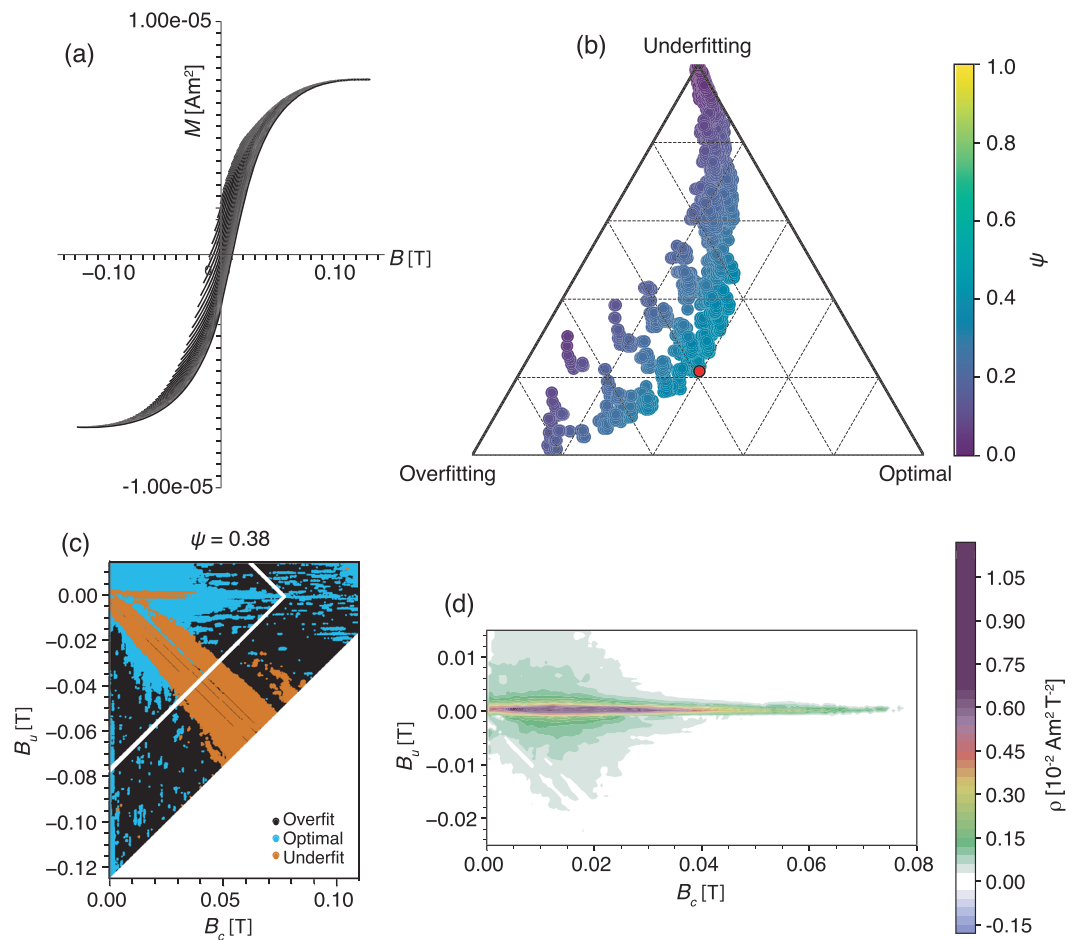 (a)
1.00e-05
M [Am²]
−0.10
0.10
B [T]
-1.00e-05
(b)
Underfitting
Overfitting
Optimal
1.0
0.8
0.6
0.4
0.2
0.0
ψ
(c)
ψ = 0.38
0.00
−0.02
−0.04
−0.06
−0.08
−0.10
−0.12
Bᵤ [T]
Overfit
Optimal
Underfit
0.00
0.05
0.10
B_c [T]
(d)
0.01
0.00
−0.01
−0.02
Bᵤ [T]
0.00
0.02
0.04
0.06
0.08
B_c [T]
1.05
0.90
0.75
0.60
0.45
0.30
0.15
0.00
-0.15
ρ [10⁻² Am² T⁻²]